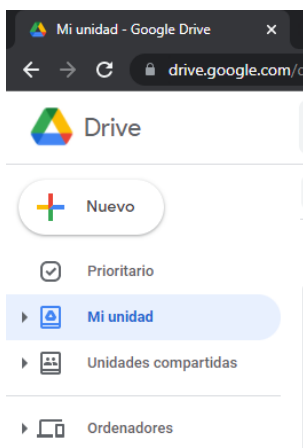 Mi unidad - Google Drive
drive.google.com/
Drive
Nuevo
Prioritario
Mi unidad
Unidades compartidas
Ordenadores